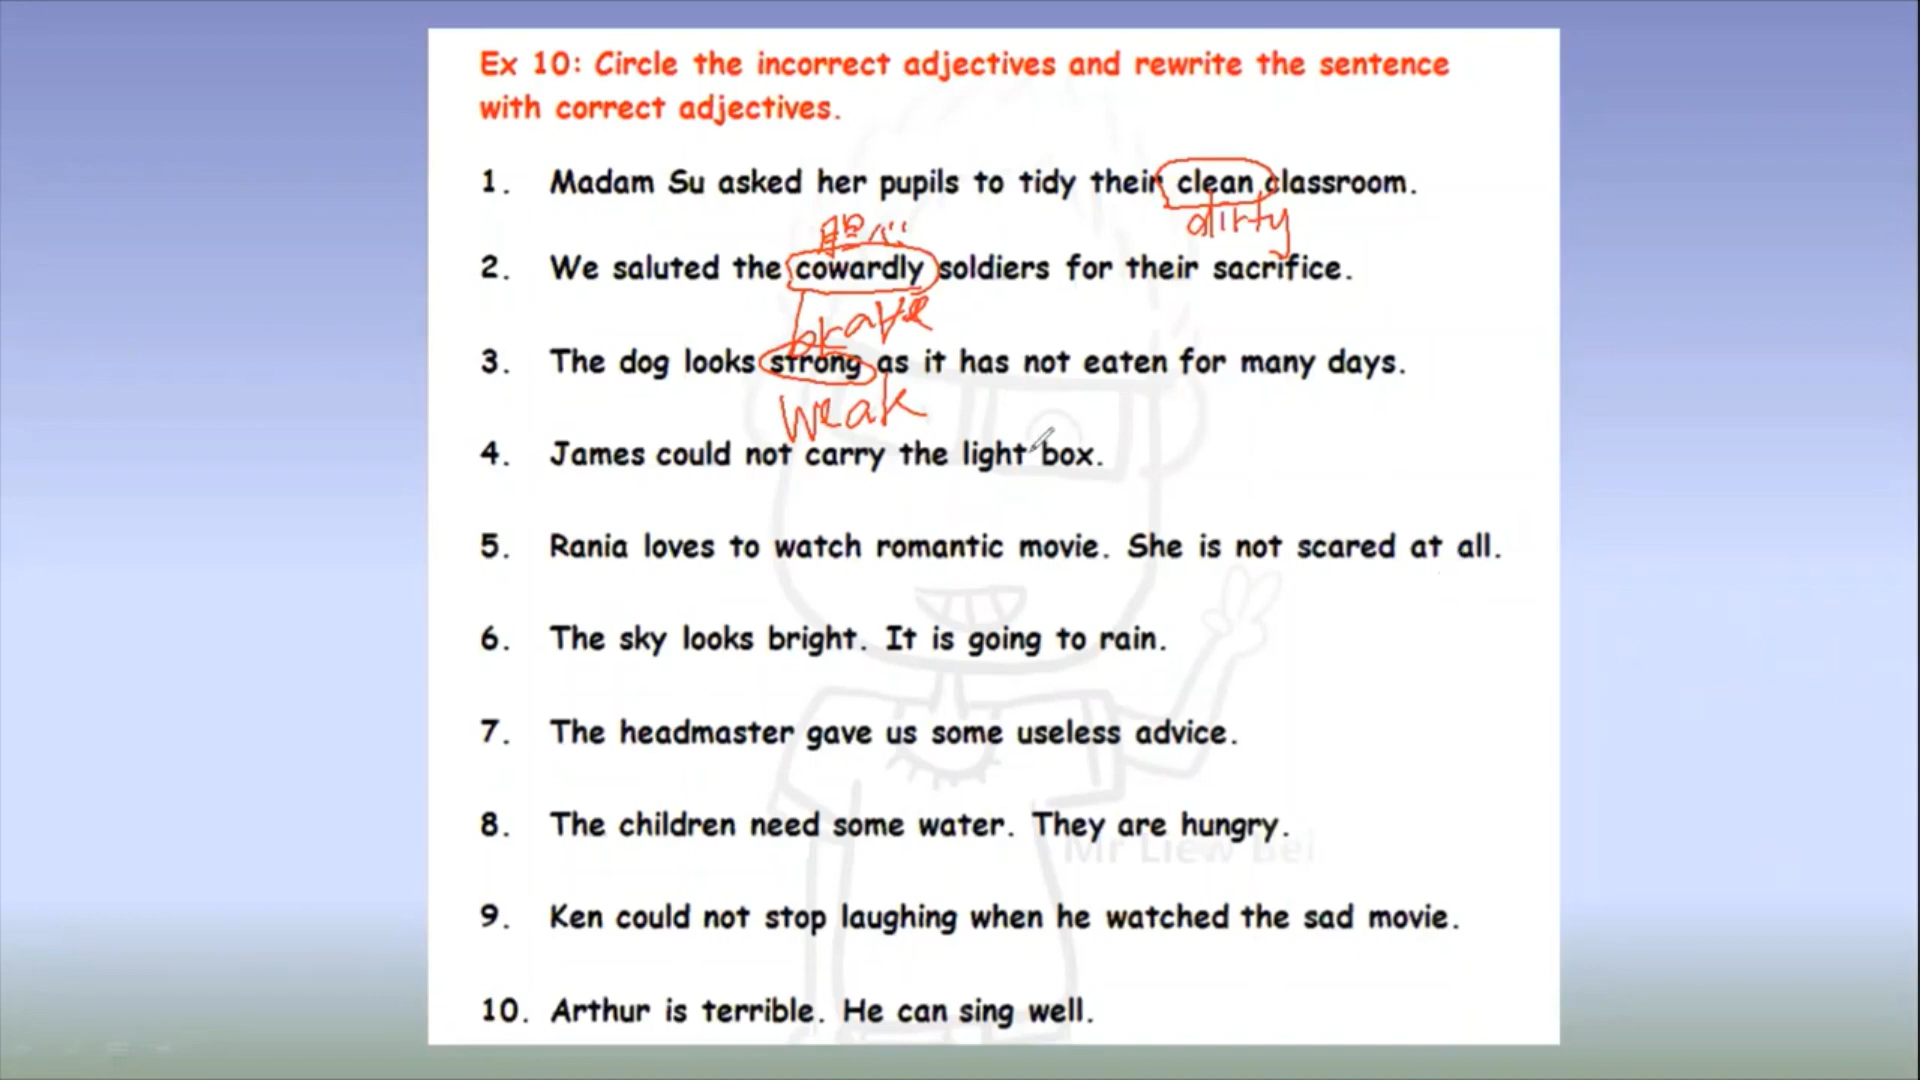 Ex 10: Circle the incorrect adjectives and rewrite the sentence
with correct adjectives.
1. Madam Su asked her pupils to tidy their clean classroom.
dirty
胆心
2. We saluted the cowardly soldiers for their sacrifice.
brave
3. The dog looks strong as it has not eaten for many days.
weak
4. James could not carry the light box.
5. Rania loves to watch romantic movie. She is not scared at all.
6. The sky looks bright. It is going to rain.
7. The headmaster gave us some useless advice.
8. The children need some water. They are hungry.
Mr Liew Bei
9. Ken could not stop laughing when he watched the sad movie.
10. Arthur is terrible. He can sing well.